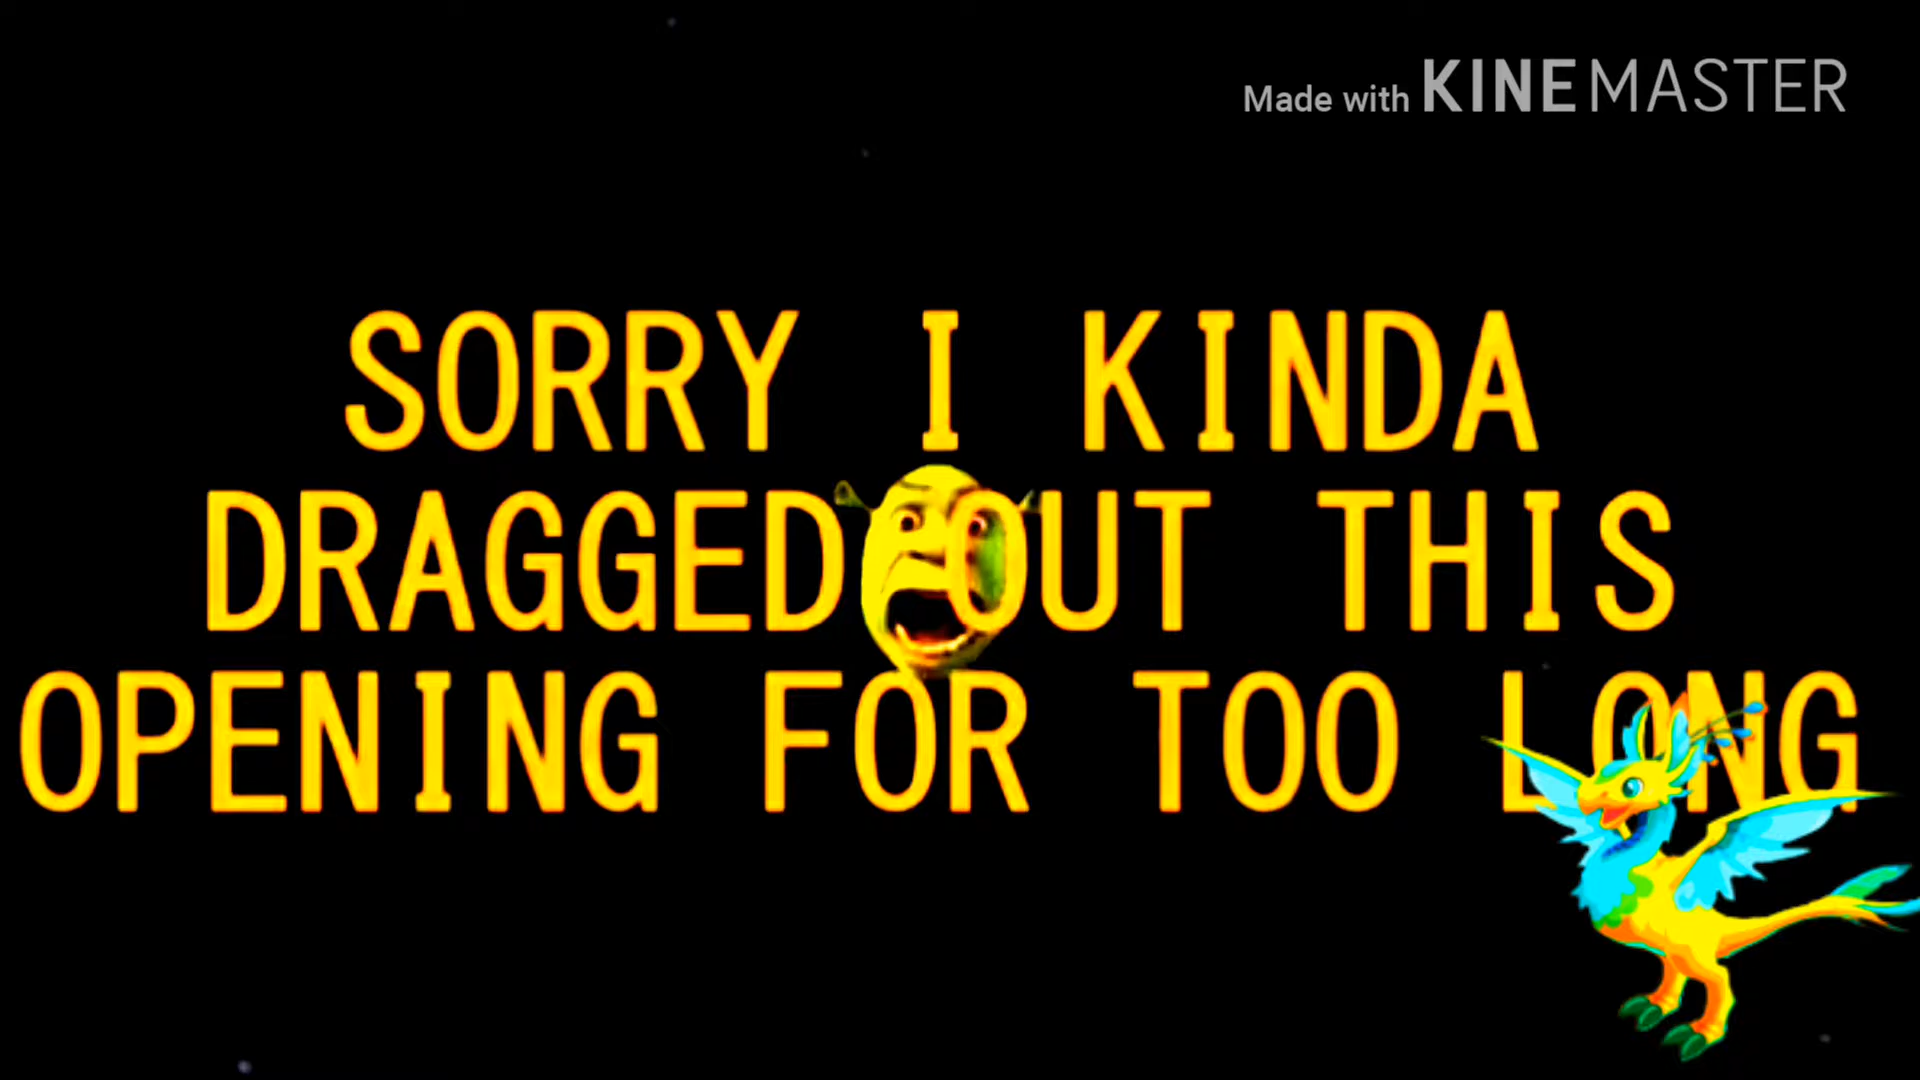 Made with KINEMASTER
SORRY I KINDA
DRAGGED OUT THIS
OPENING FOR TOO LONG